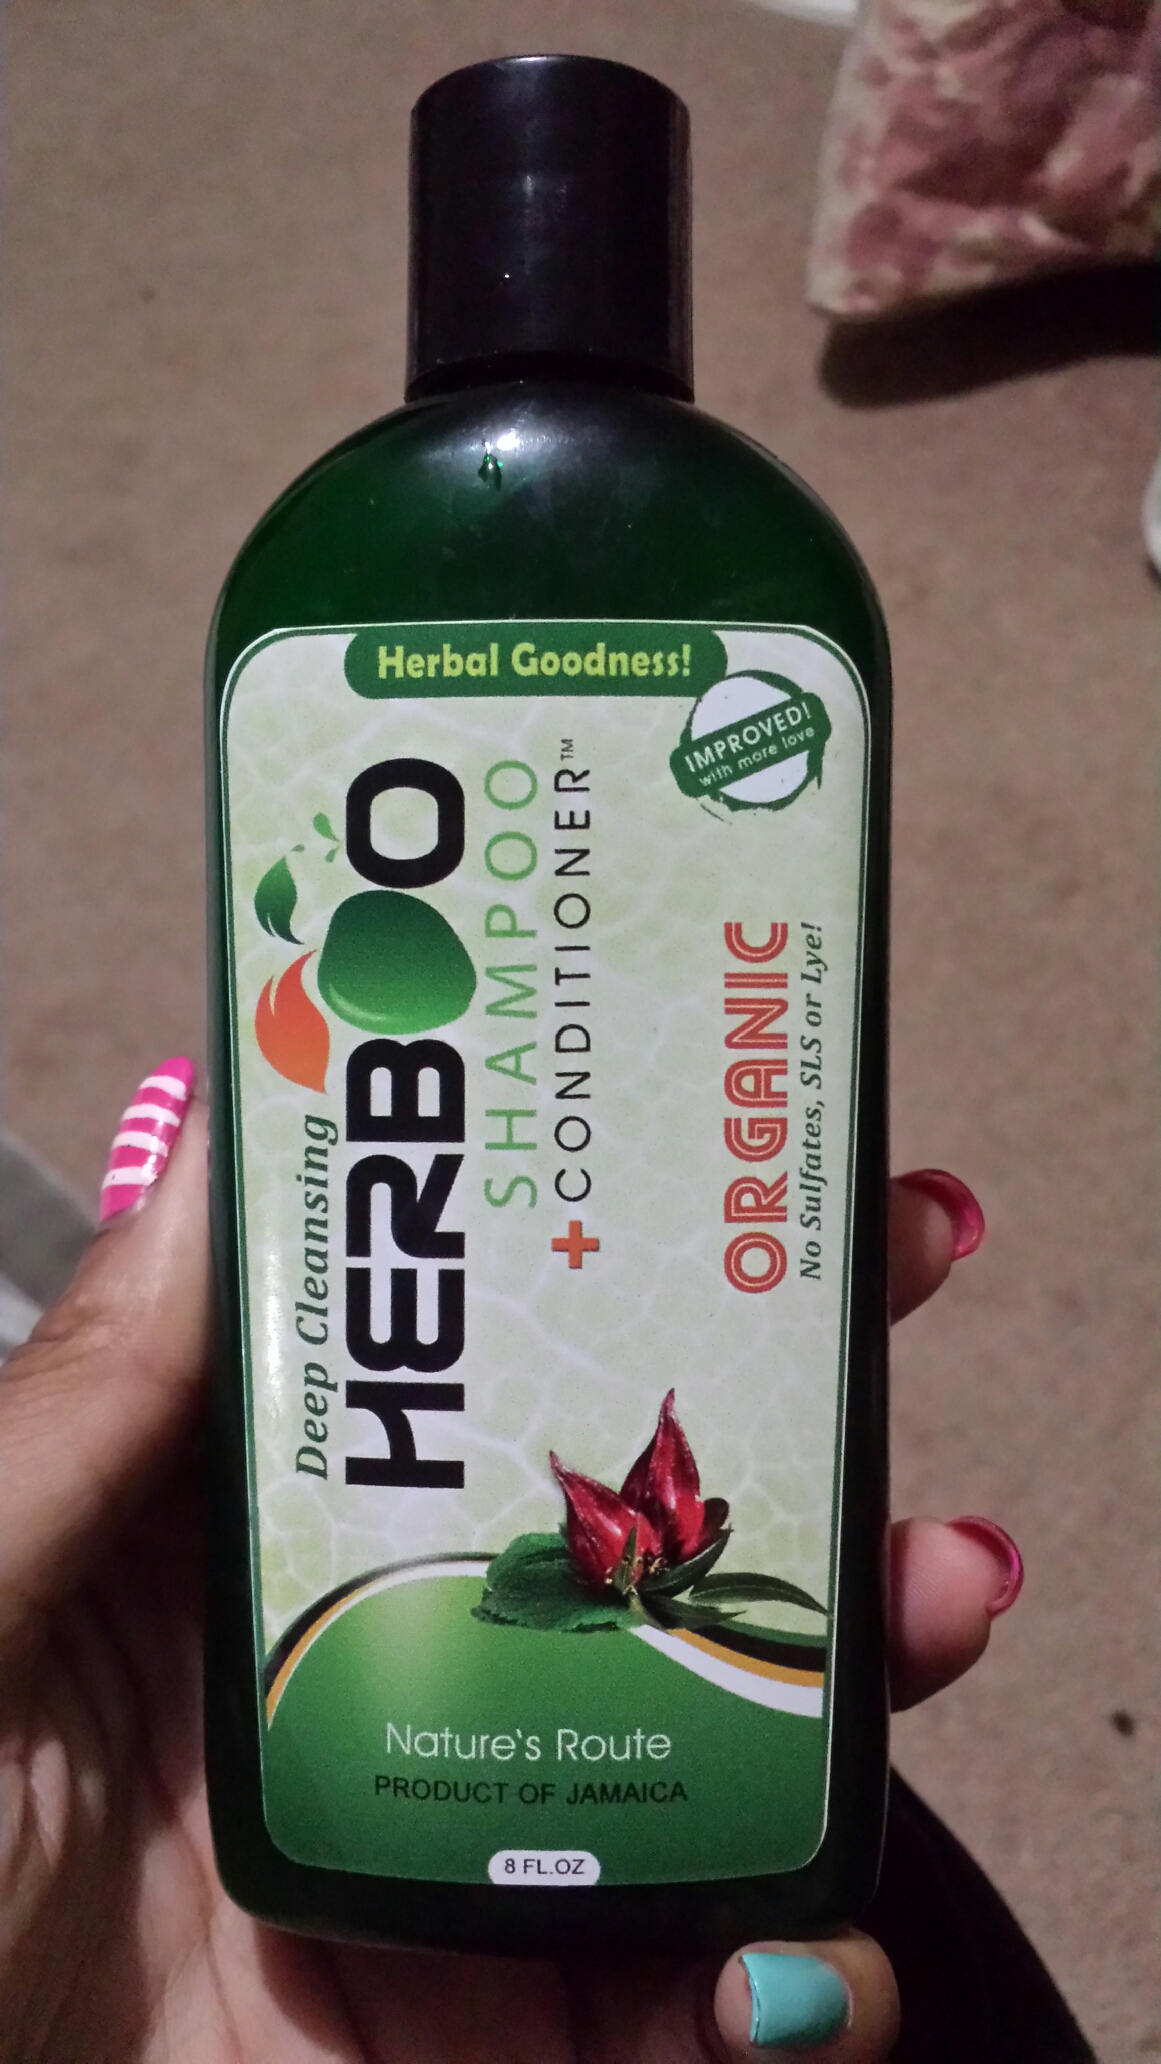 Herbal Goodness!
IMPROVED!
with more love
Deep Cleansing
HERBOO
SHAMPOO
+ CONDITIONER™
ORGANIC
No Sulfates, SLS or Lye!
Nature's Route
PRODUCT OF JAMAICA
8 FL.OZ